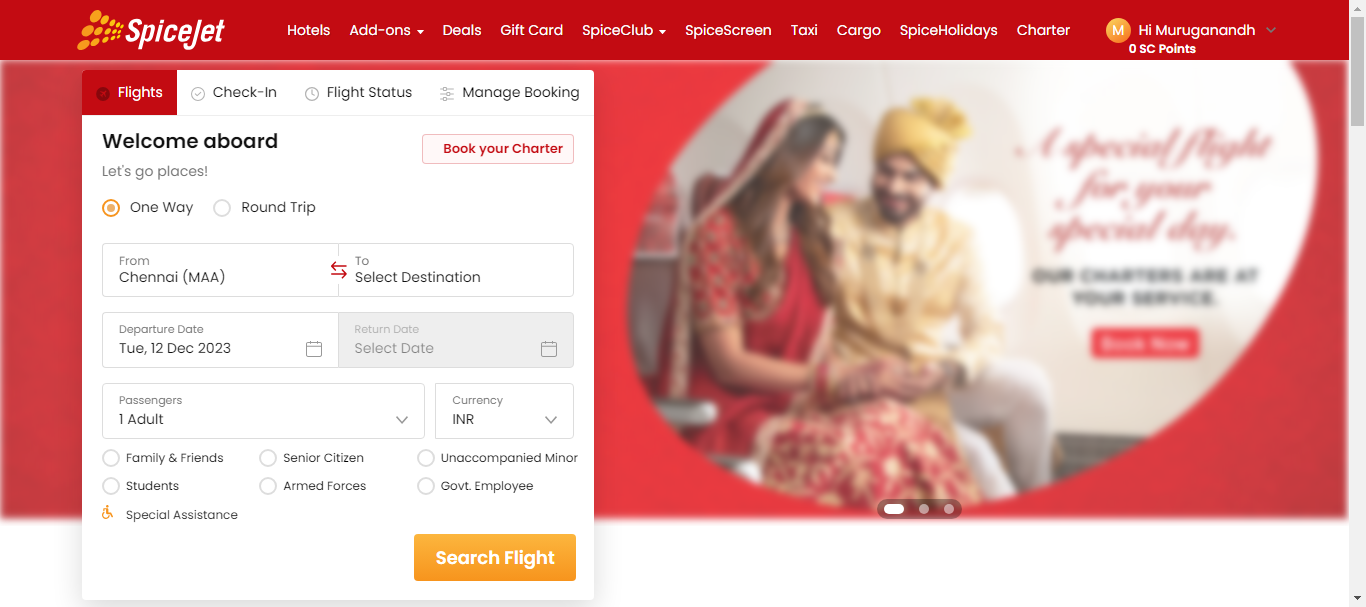 SpiceJet
Hotels Add-ons Deals Gift Card SpiceClub SpiceScreen Taxi Cargo SpiceHolidays Charter
M Hi Muruganandh
0 SC Points
Flights Check-In Flight Status Manage Booking
Welcome aboard
Book your Charter
Let's go places!
One Way Round Trip
From To
Chennai (MAA) Select Destination
Departure Date Return Date
Tue, 12 Dec 2023 Select Date
Passengers Currency
1 Adult INR
Family & Friends Senior Citizen Unaccompanied Minor
Students Armed Forces Govt. Employee
Special Assistance
Search Flight
A special flight
for your
special day.
OUR CHARTERS ARE AT
YOUR SERVICE.
Book Now